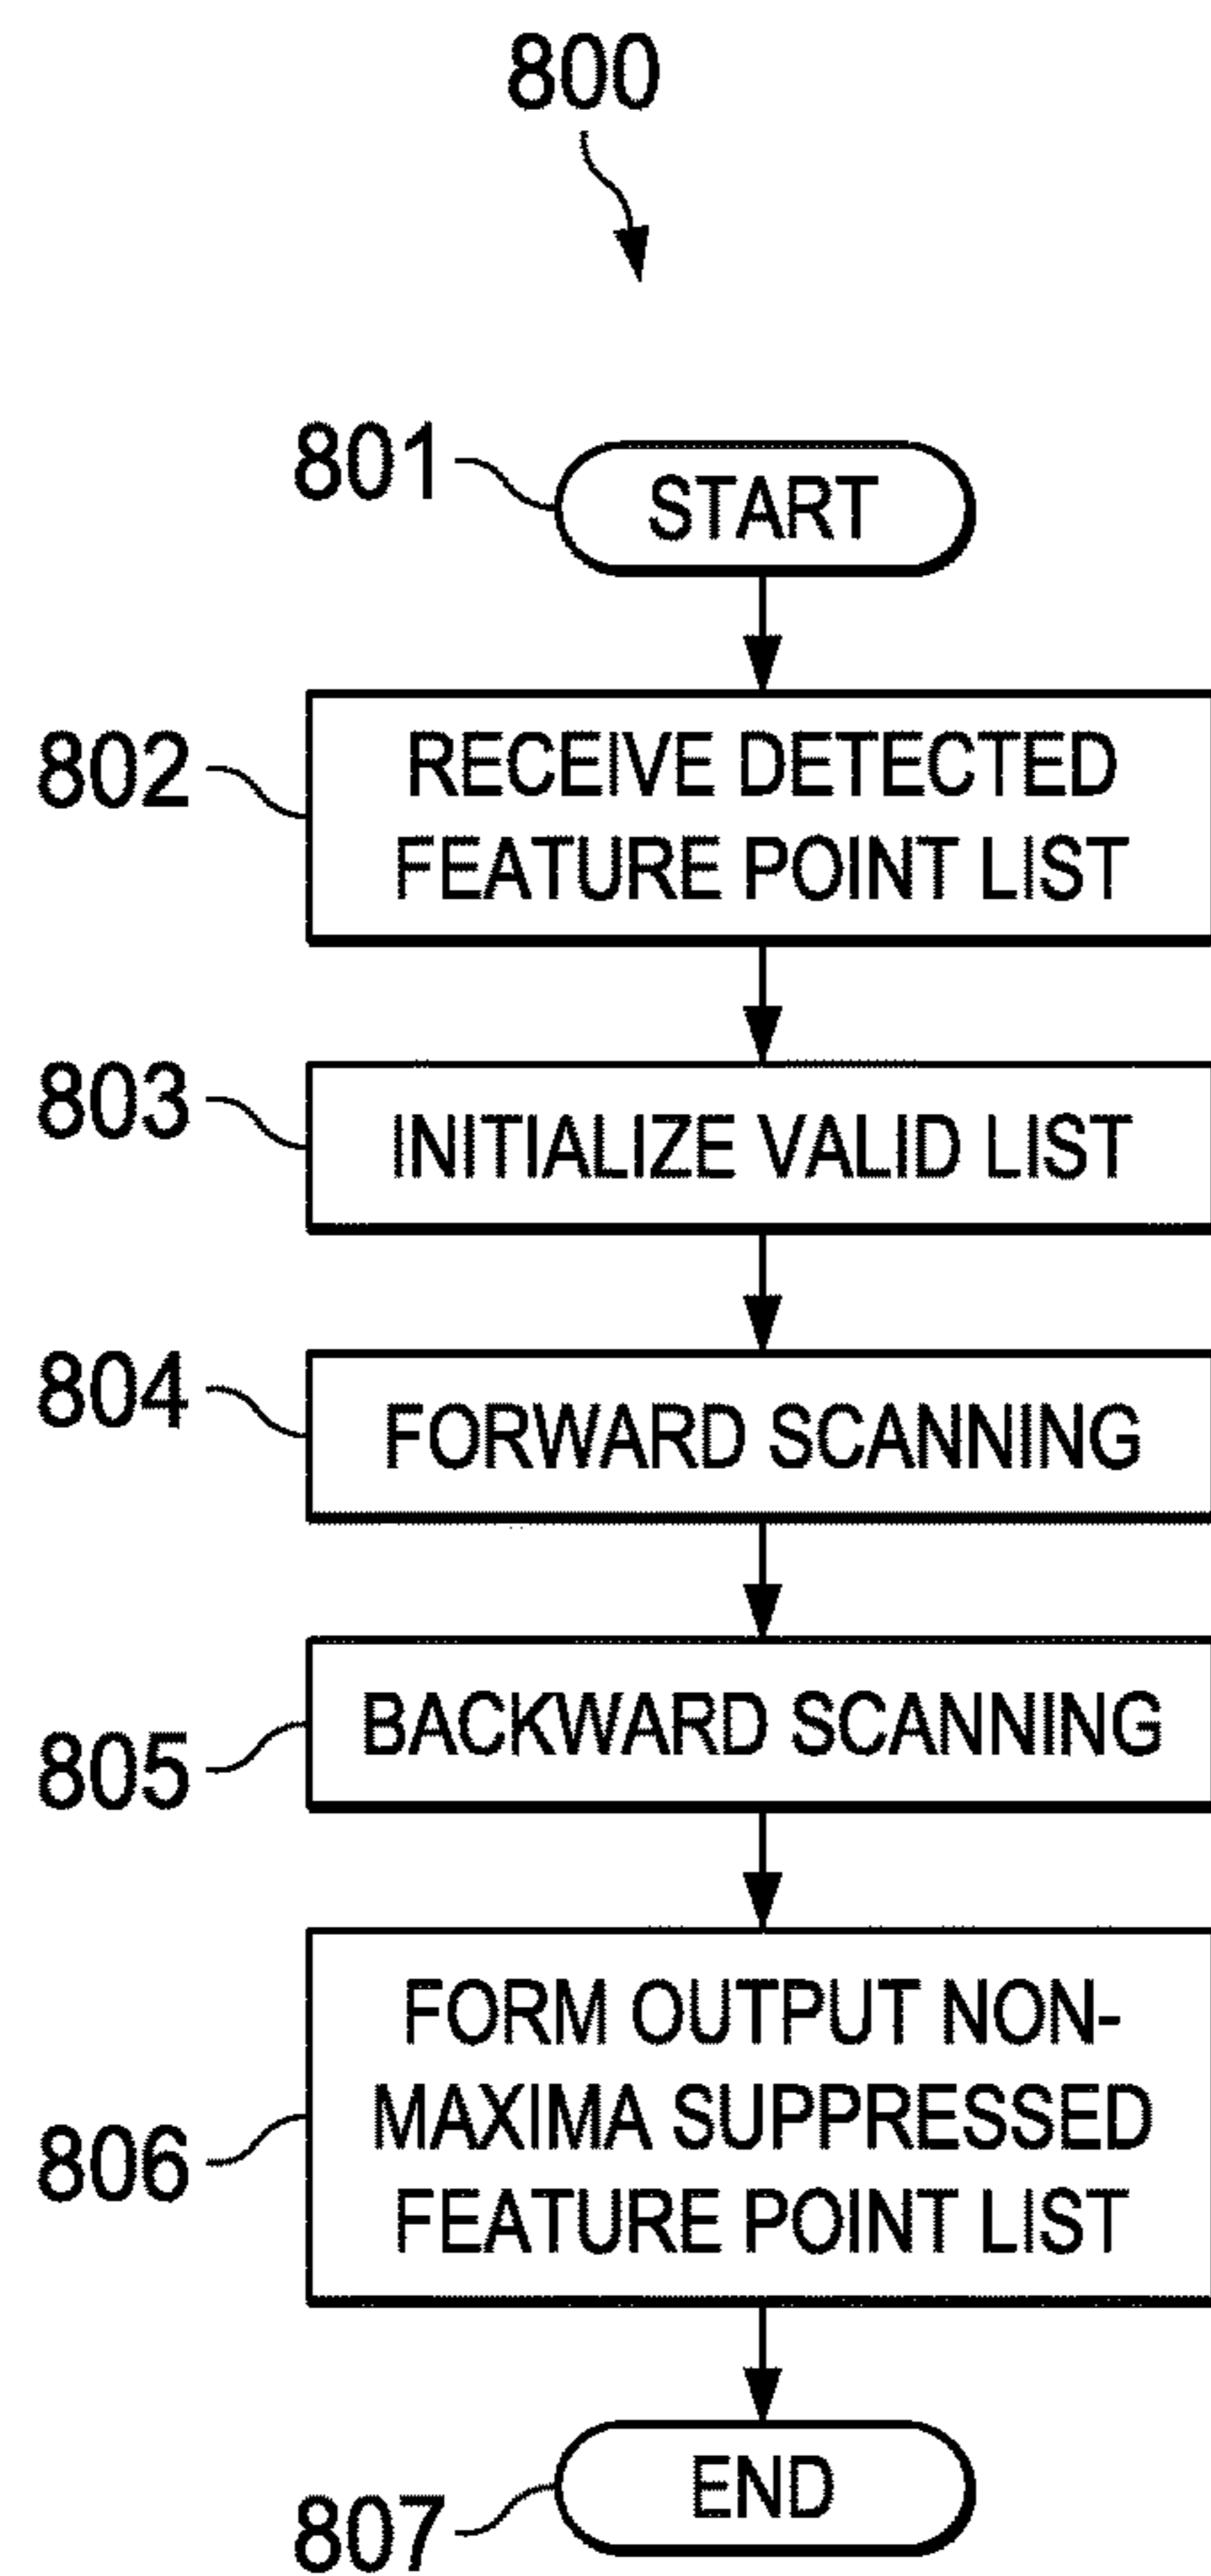 800
801
START
802
RECEIVE DETECTED
FEATURE POINT LIST
803
INITIALIZE VALID LIST
804
FORWARD SCANNING
805
BACKWARD SCANNING
806
FORM OUTPUT NON-
MAXIMA SUPPRESSED
FEATURE POINT LIST
807
END